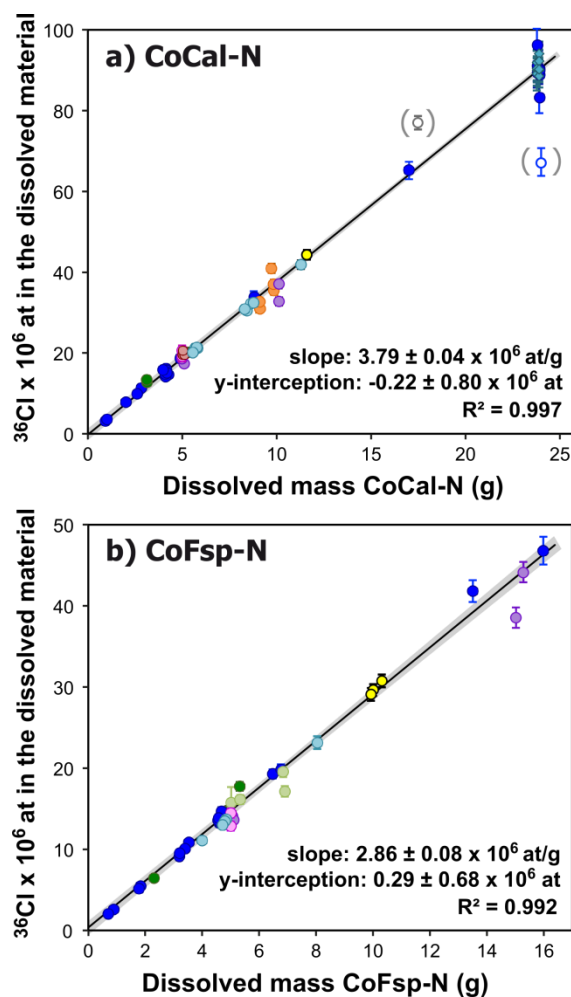 a) CoCal-N
³⁶Cl x 10⁶ at in the dissolved material
100
80
60
40
20
0
( )
( )
slope: 3.79 ± 0.04 x 10⁶ at/g
y-interception: -0.22 ± 0.80 x 10⁶ at
R² = 0.997
0 5 10 15 20 25
Dissolved mass CoCal-N (g)
b) CoFsp-N
³⁶Cl x 10⁶ at in the dissolved material
50
40
30
20
10
0
slope: 2.86 ± 0.08 x 10⁶ at/g
y-interception: 0.29 ± 0.68 x 10⁶ at
R² = 0.992
0 2 4 6 8 10 12 14 16
Dissolved mass CoFsp-N (g)